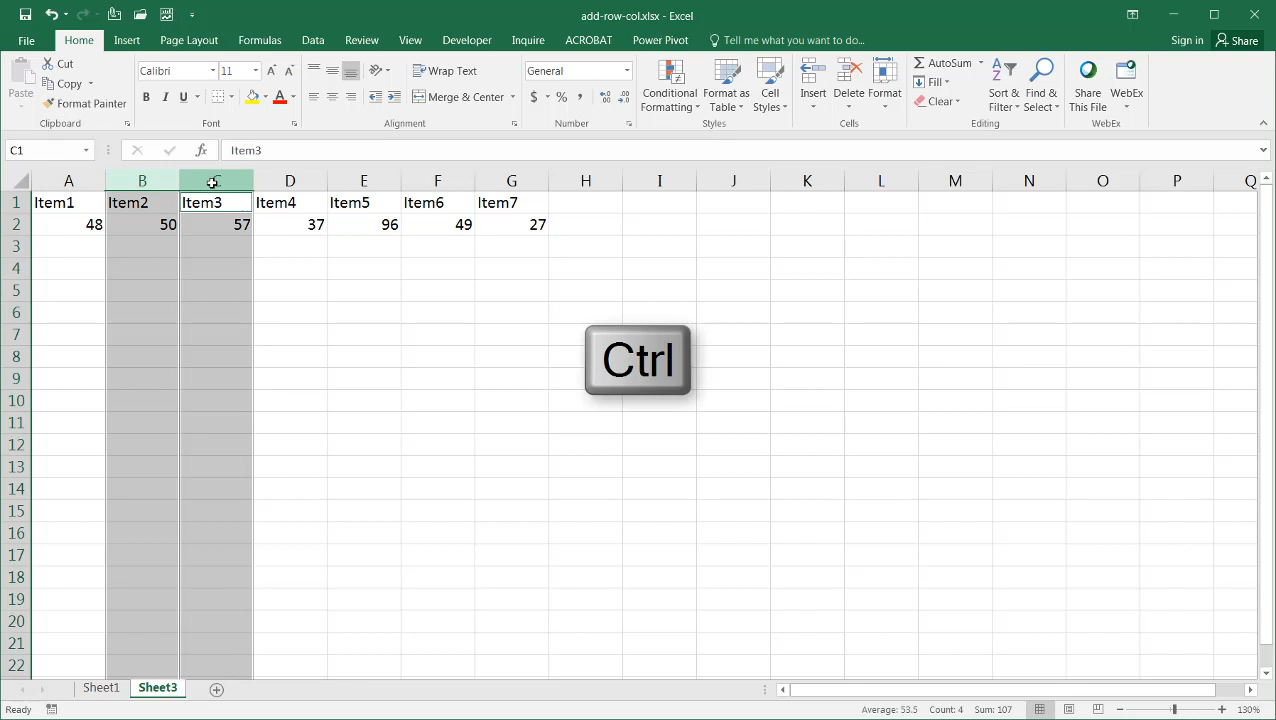 add-row-col.xlsx - Excel
File Home Insert Page Layout Formulas Data Review View Developer Inquire ACROBAT Power Pivot Tell me what you want to do... Sign in Share
Paste
Cut
Copy
Format Painter
Clipboard
Calibri 11 A A
B I U A
Font
Wrap Text
Merge & Center
Alignment
General
$ % ,
Number
Conditional Formatting
Format as Table
Cell Styles
Styles
Insert Delete Format
Cells
AutoSum
Fill
Clear
Sort & Filter
Find & Select
Editing
Share This File
WebEx
WebEx
C1 fx Item3
A B C D E F G H I J K L M N O P Q
1 Item1 Item2 Item3 Item4 Item5 Item6 Item7
2 48 50 57 37 96 49 27
3
4
5
6
7
8
9
10
11
12
13
14
15
16
17
18
19
20
21
22
Ctrl
Sheet1 Sheet3
Ready Average: 53.5 Count: 4 Sum: 107 130%